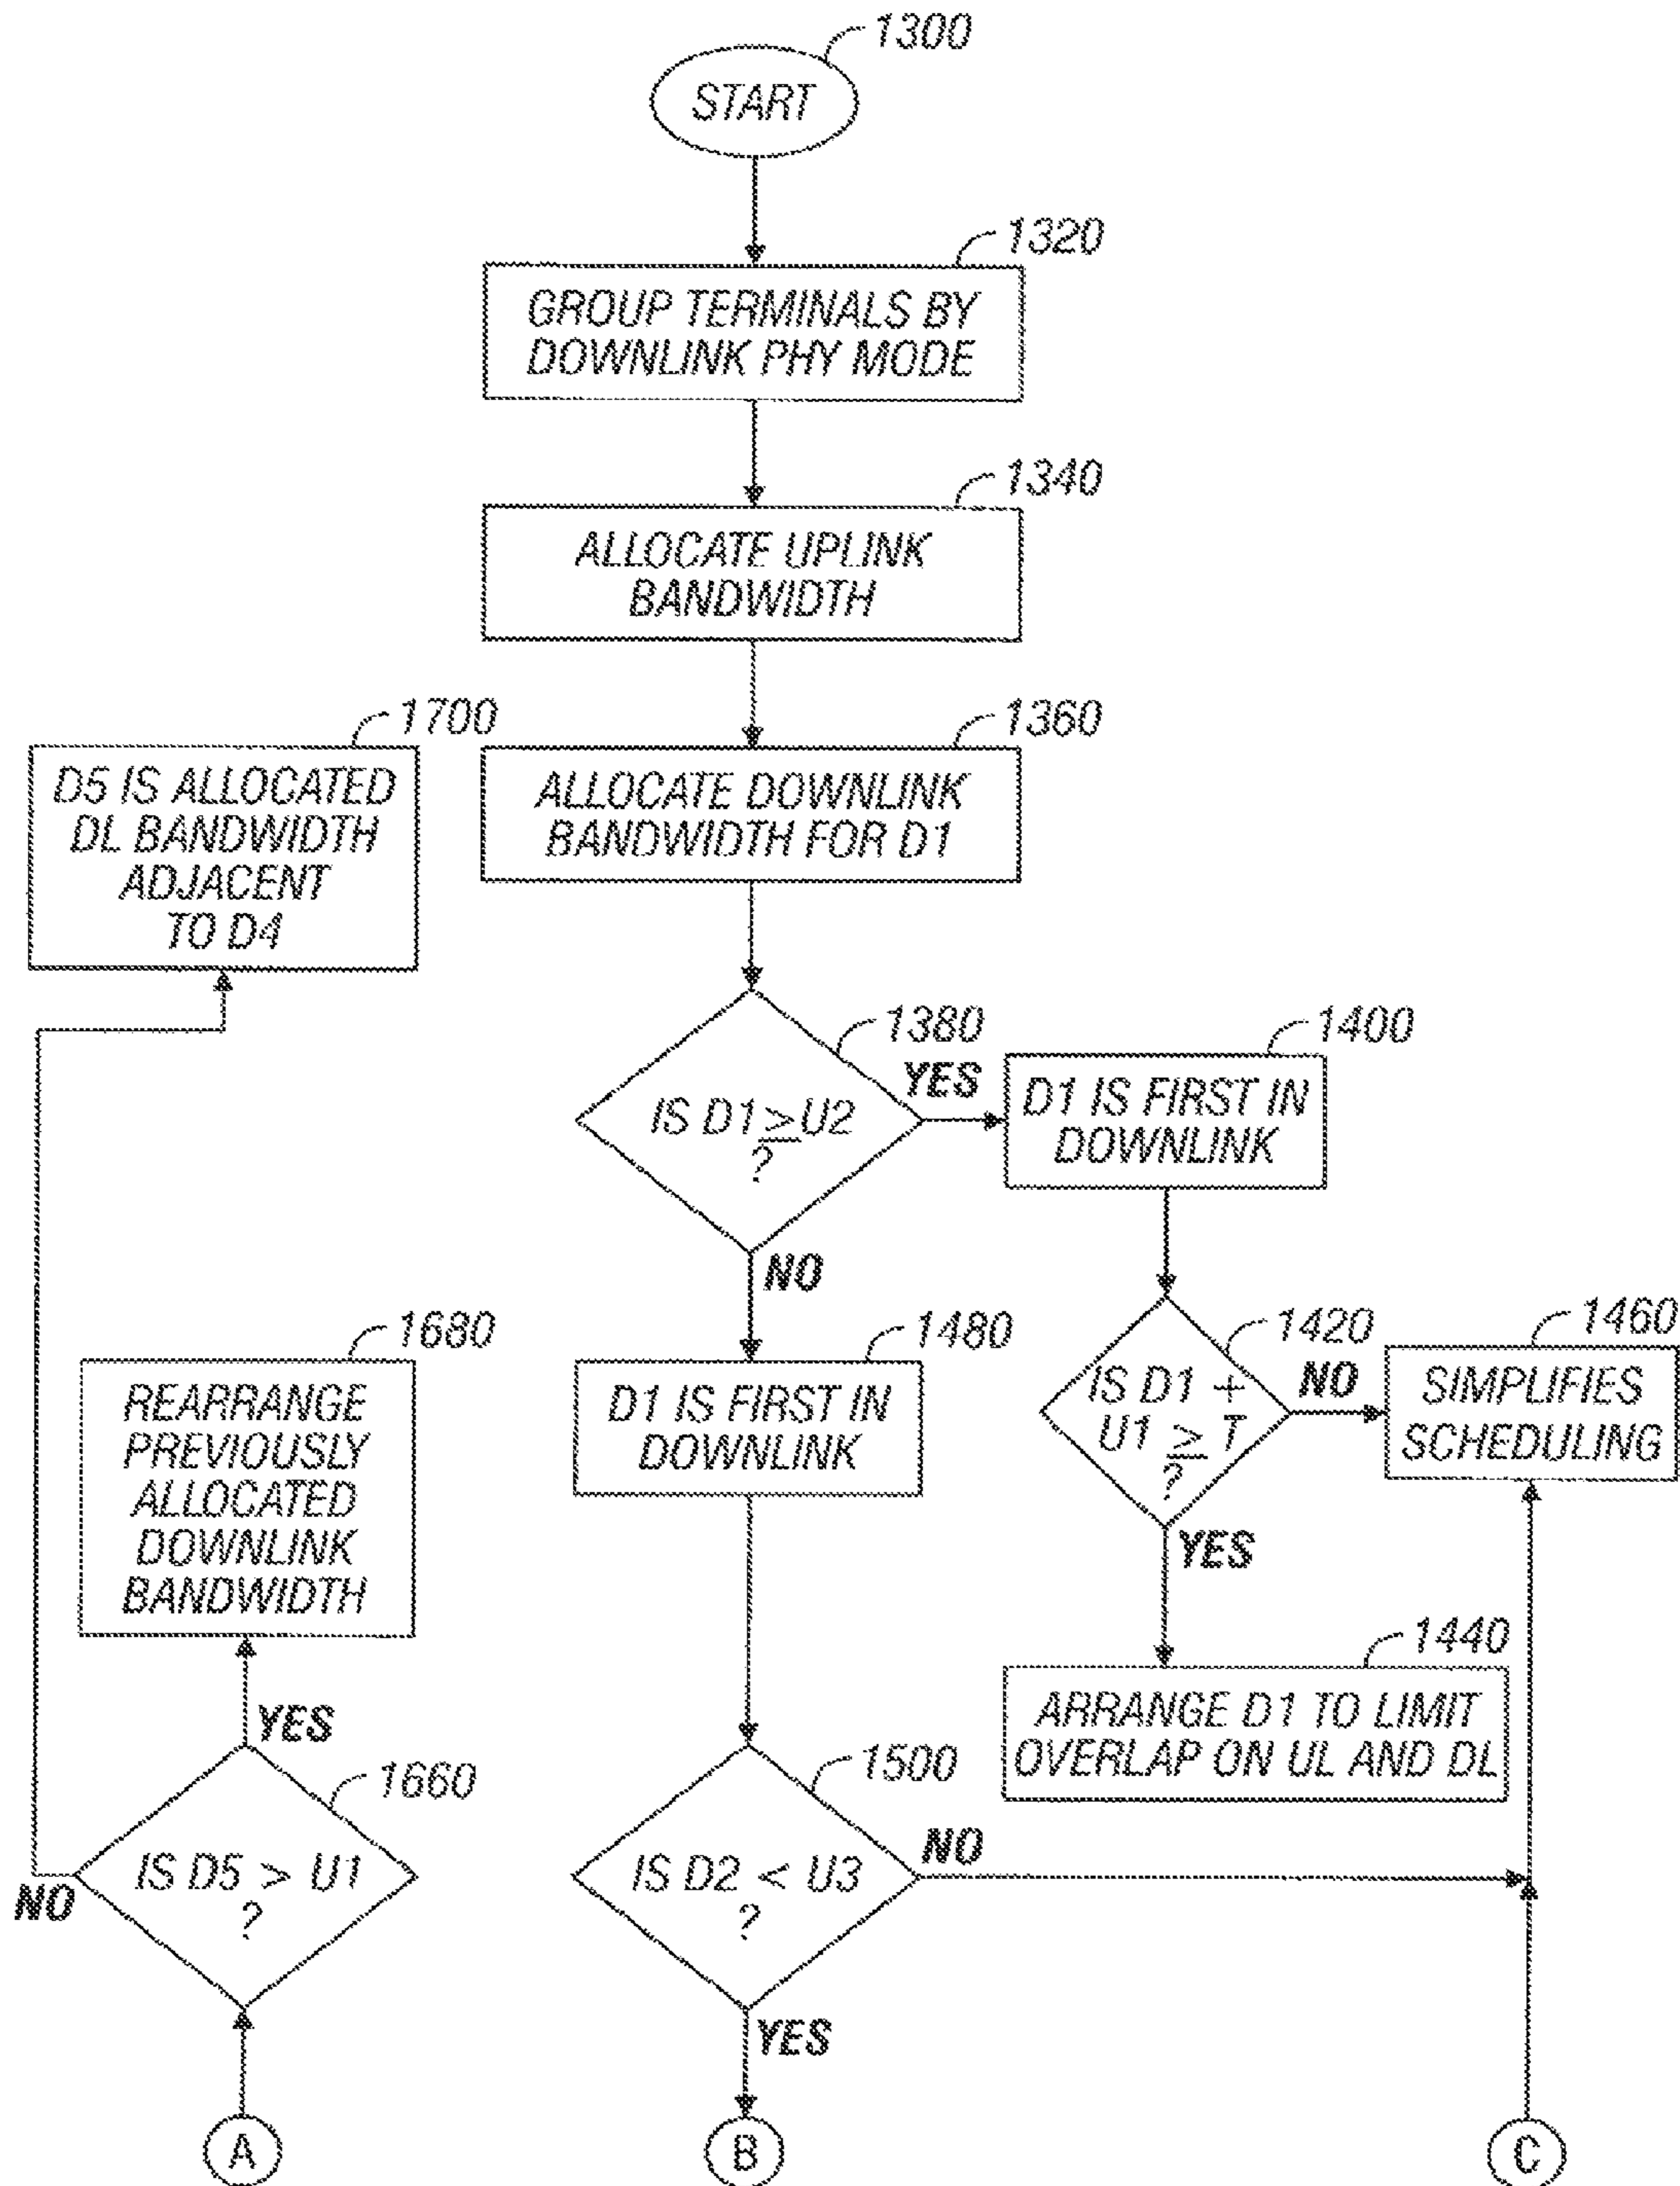 1300
START
1320
GROUP TERMINALS BY
DOWNLINK PHY MODE
1340
ALLOCATE UPLINK
BANDWIDTH
1700
D5 IS ALLOCATED
DL BANDWIDTH
ADJACENT
TO D4
1360
ALLOCATE DOWNLINK
BANDWIDTH FOR D1
1380
IS D1 ≥ U2
?
YES
NO
1400
D1 IS FIRST IN
DOWNLINK
1680
REARRANGE
PREVIOUSLY
ALLOCATED
DOWNLINK
BANDWIDTH
1480
D1 IS FIRST IN
DOWNLINK
1420
IS D1 +
U1 ≥ T
?
NO
YES
1460
SIMPLIFIES
SCHEDULING
1440
ARRANGE D1 TO LIMIT
OVERLAP ON UL AND DL
YES
1660
IS D5 > U1
?
NO
1500
IS D2 < U3
?
NO
YES
A
B
C